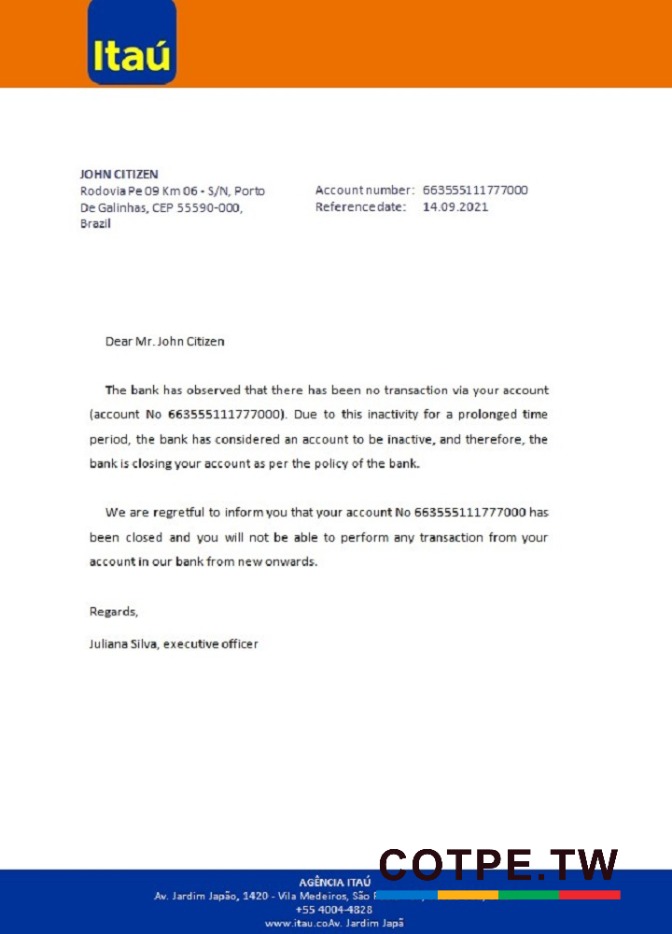 Itaú
JOHN CITIZEN
Rodovia Pe 09 Km 06 - S/N, Porto
De Galinhas, CEP 55590-000,
Brazil
Account number: 663555111777000
Reference date: 14.09.2021
Dear Mr. John Citizen
The bank has observed that there has been no transaction via your account
(account No 663555111777000). Due to this inactivity for a prolonged time
period, the bank has considered an account to be inactive, and therefore, the
bank is closing your account as per the policy of the bank.
We are regretful to inform you that your account No 663555111777000 has
been closed and you will not be able to perform any transaction from your
account in our bank from new onwards.
Regards,
Juliana Silva, executive officer
COTPE.TW
AGÊNCIA ITAÚ
Av. Jardim Japão, 1420 - Vila Medeiros, São
+55 4004-4828
www.itau.coAv. Jardim Japã